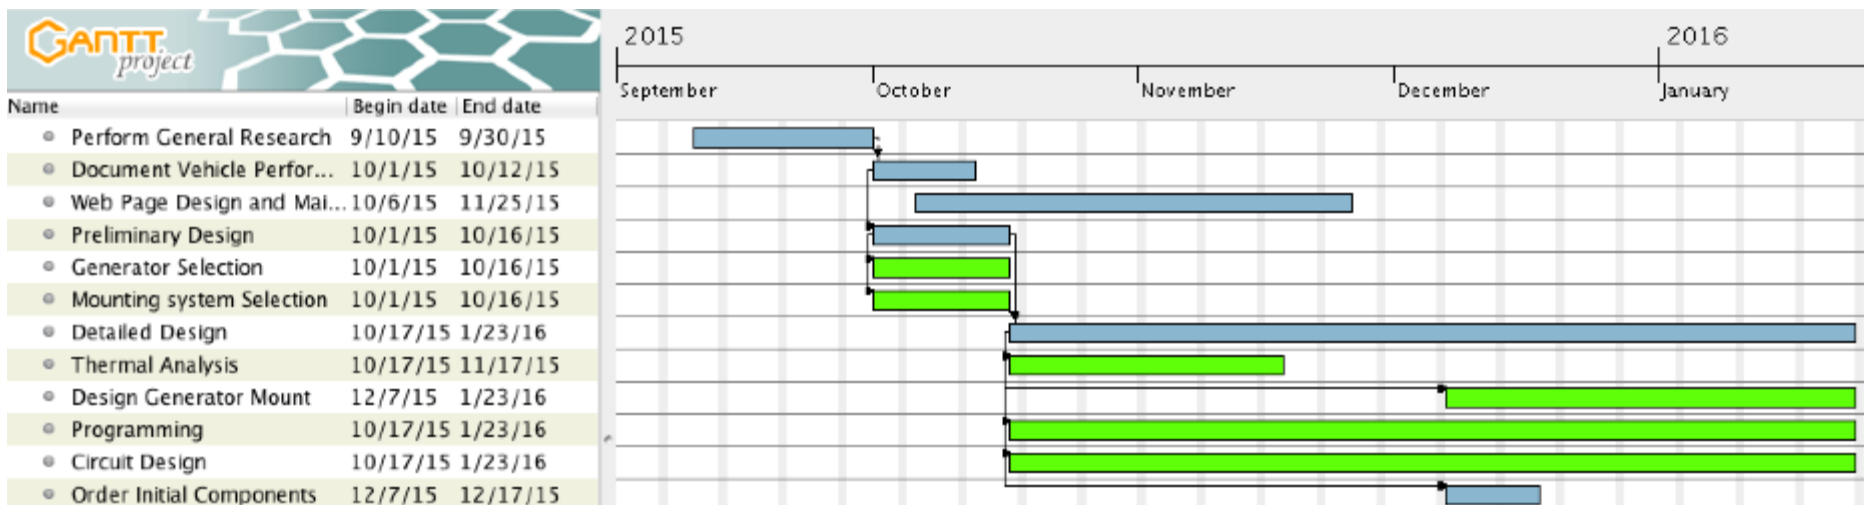 GANTT
project
2015 2016
September October November December January
Name Begin date End date
Perform General Research 9/10/15 9/30/15
Document Vehicle Perfor... 10/1/15 10/12/15
Web Page Design and Mai... 10/6/15 11/25/15
Preliminary Design 10/1/15 10/16/15
Generator Selection 10/1/15 10/16/15
Mounting system Selection 10/1/15 10/16/15
Detailed Design 10/17/15 1/23/16
Thermal Analysis 10/17/15 11/17/15
Design Generator Mount 12/7/15 1/23/16
Programming 10/17/15 1/23/16
Circuit Design 10/17/15 1/23/16
Order Initial Components 12/7/15 12/17/15